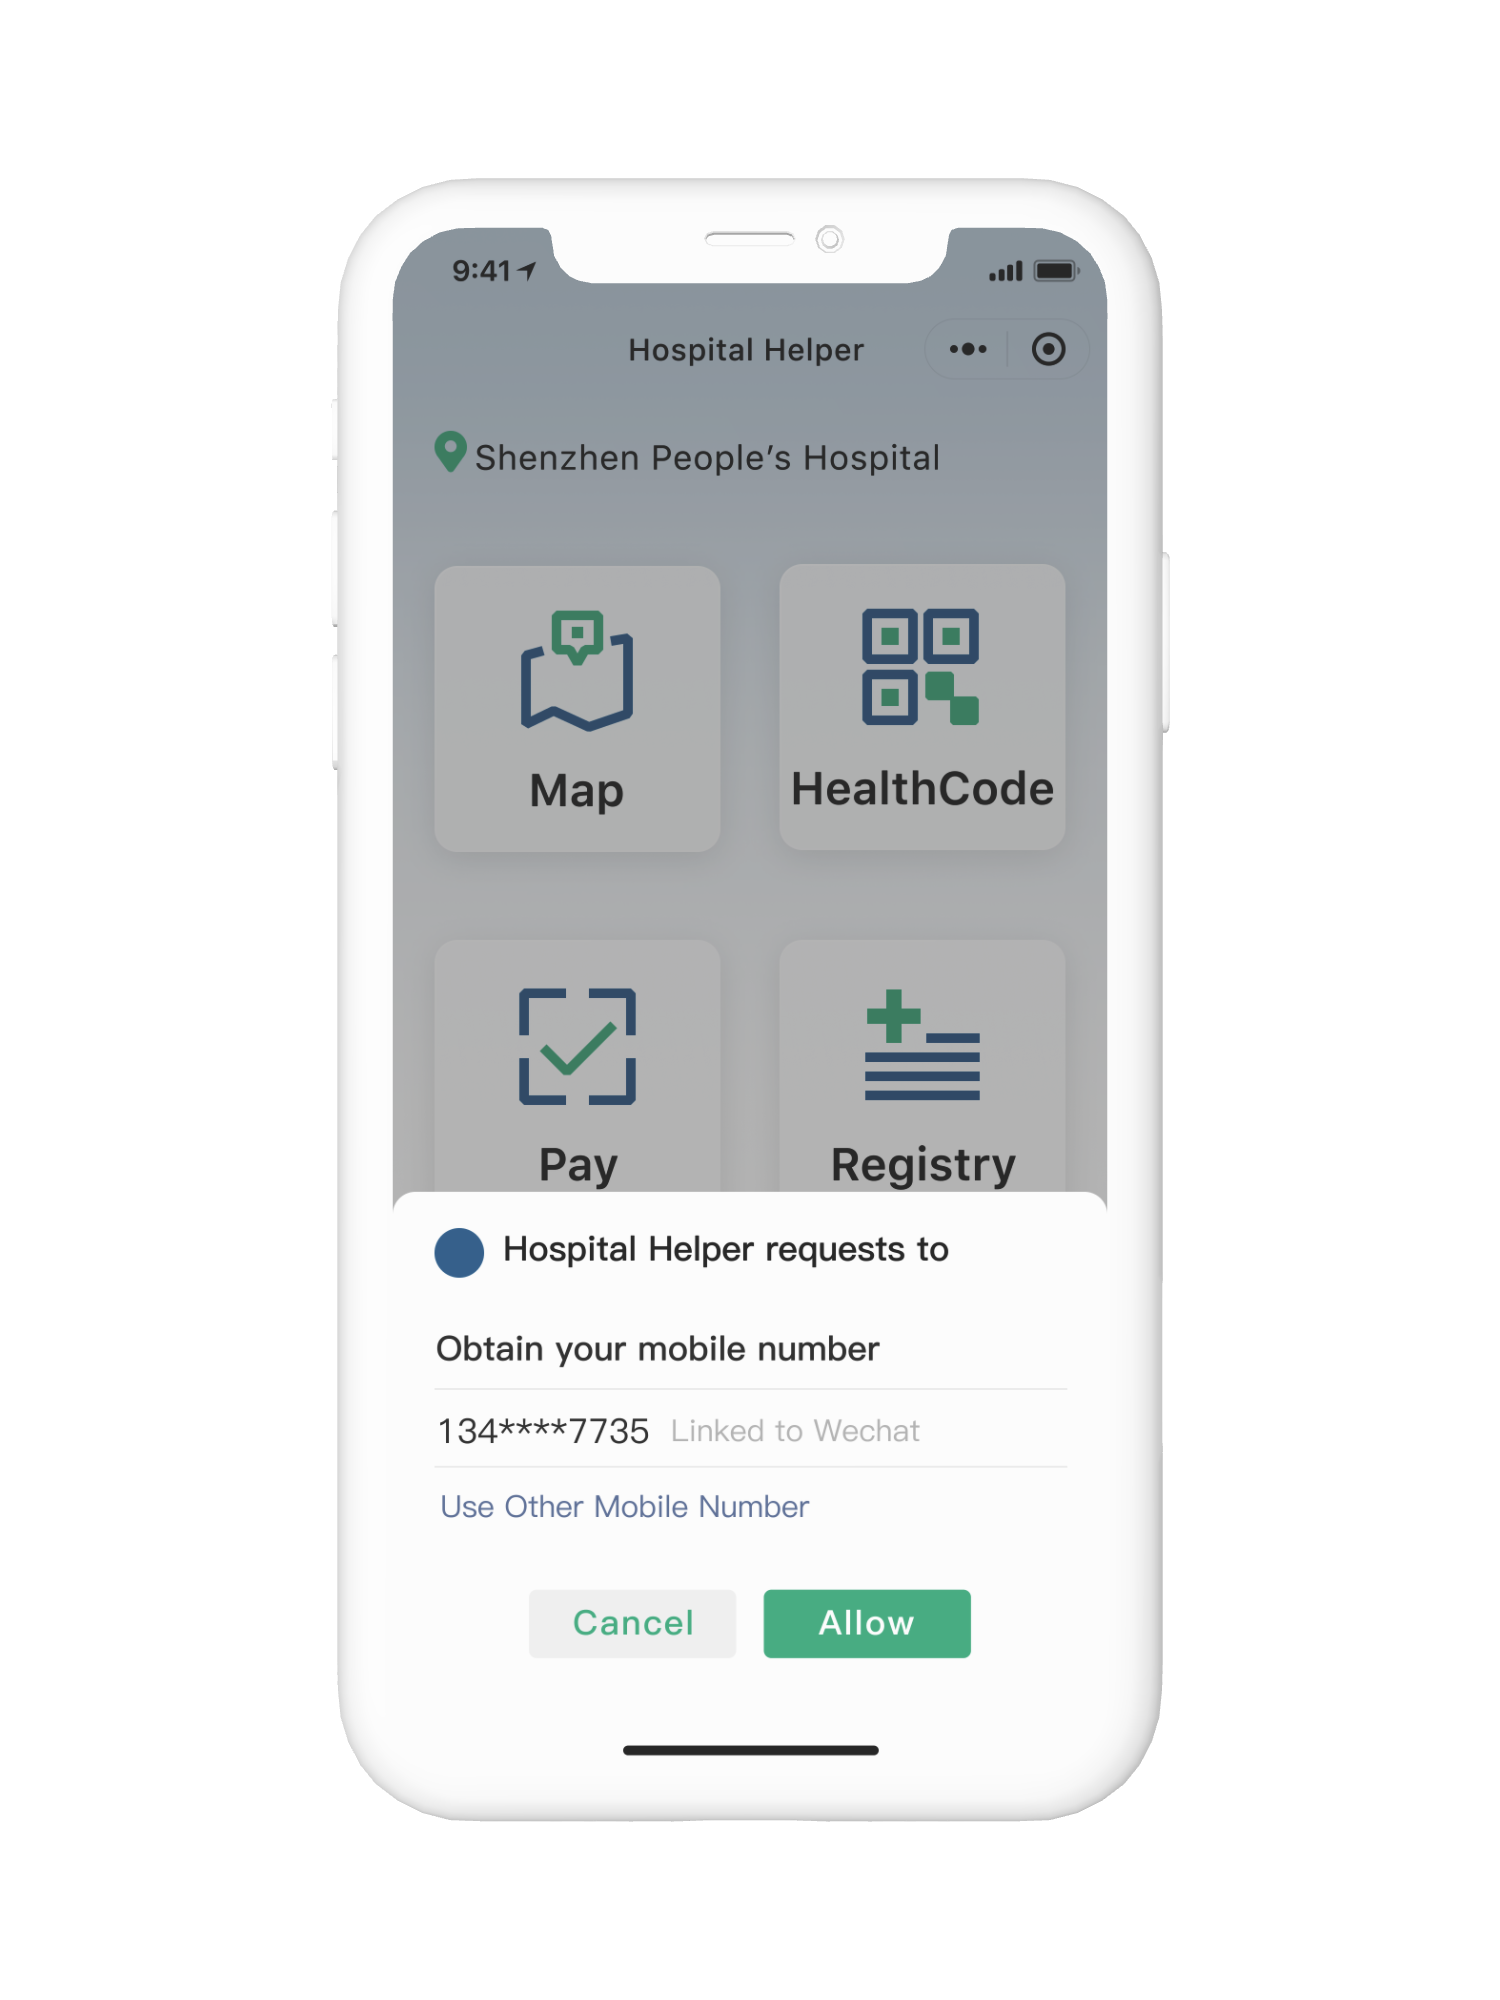 9:41
Hospital Helper
Shenzhen People’s Hospital
Map
HealthCode
Pay
Registry
Hospital Helper requests to
Obtain your mobile number
134****7735 Linked to Wechat
Use Other Mobile Number
Cancel
Allow